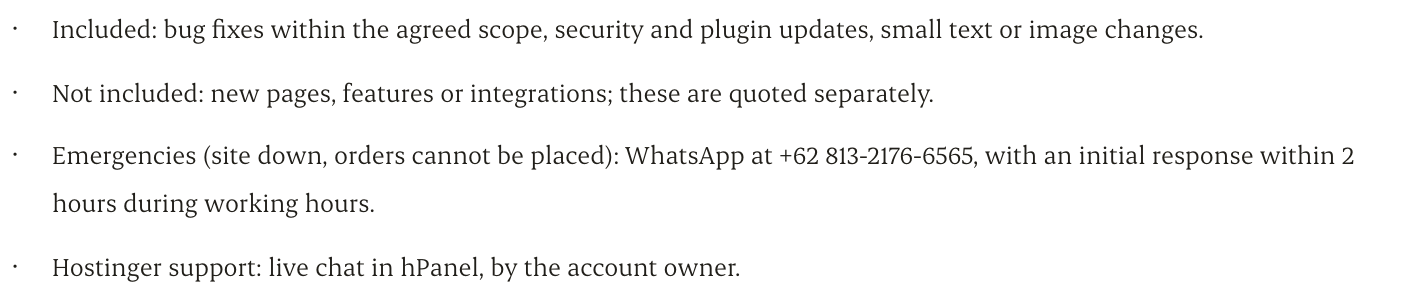 · Included: bug fixes within the agreed scope, security and plugin updates, small text or image changes.
· Not included: new pages, features or integrations; these are quoted separately.
· Emergencies (site down, orders cannot be placed): WhatsApp at +62 813-2176-6565, with an initial response within 2
hours during working hours.
· Hostinger support: live chat in hPanel, by the account owner.